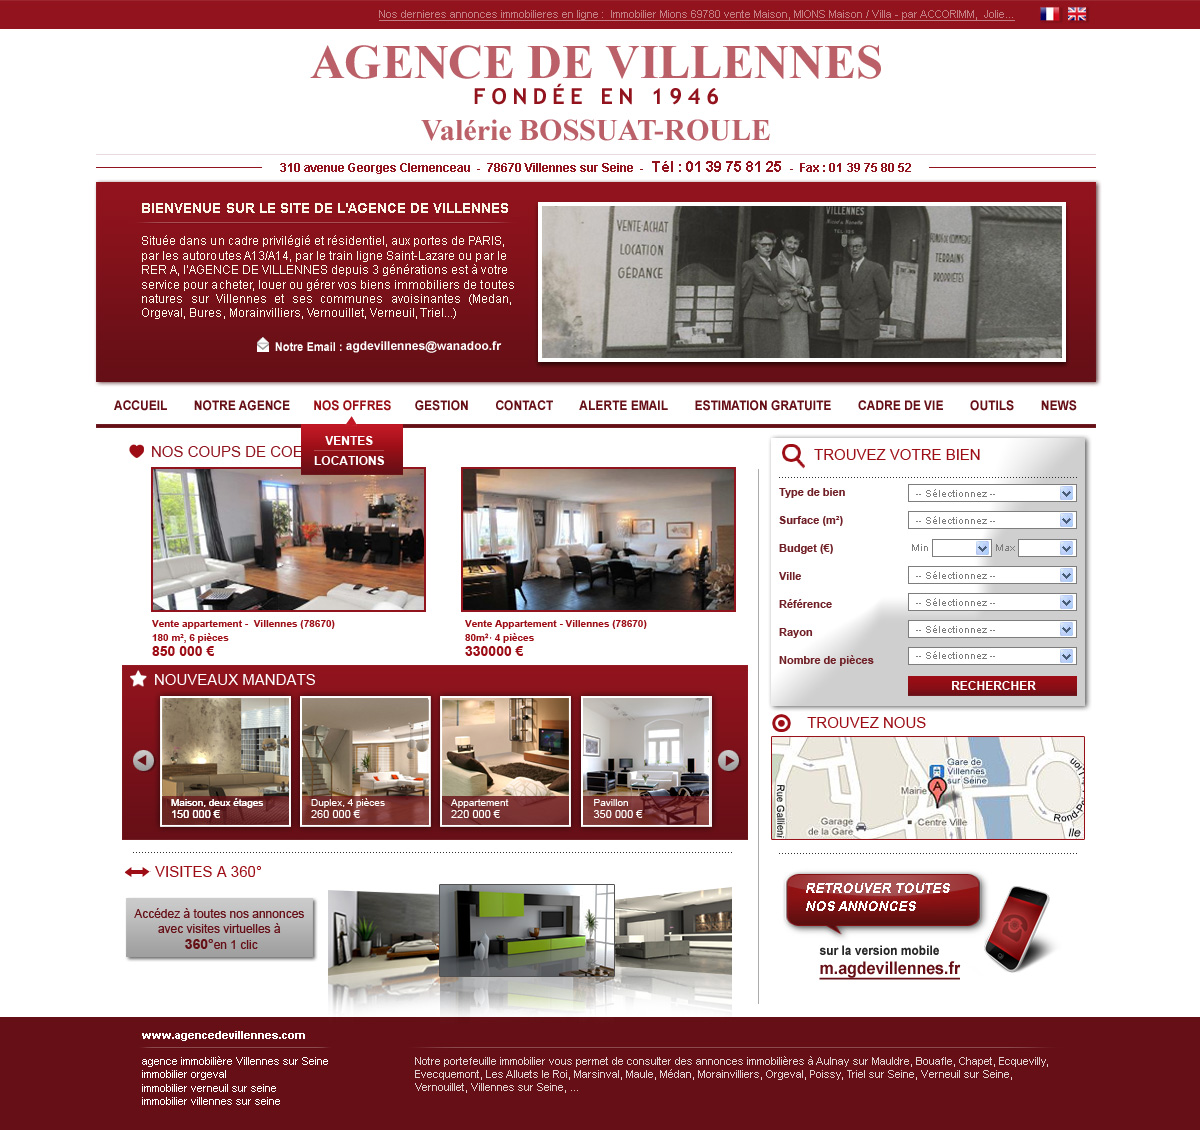 Nos dernieres annonces immobilieres en ligne : Immobilier Mions 69780 vente Maison, MIONS Maison / Villa - par ACCORIMM, Jolie...
AGENCE DE VILLENNES
FONDÉE EN 1946
Valérie BOSSUAT-ROULE
310 avenue Georges Clemenceau - 78670 Villennes sur Seine - Tél : 01 39 75 81 25 - Fax : 01 39 75 80 52
BIENVENUE SUR LE SITE DE L'AGENCE DE VILLENNES
Située dans un cadre privilégié et résidentiel, aux portes de PARIS,
par les autoroutes A13/A14, par le train ligne Saint-Lazare ou par le
RER A, l'AGENCE DE VILLENNES depuis 3 générations est à votre
service pour acheter, louer ou gérer vos biens immobiliers de toutes
natures sur Villennes et ses communes avoisinantes (Medan,
Orgeval, Bures, Morainvilliers, Vernouillet, Verneuil, Triel...)
Notre Email : agdevillennes@wanadoo.fr
VENTE-ACHAT
LOCATION
GÉRANCE
VILLENNES
TERRAINS
PROPRIÉTÉS
ACCUEIL NOTRE AGENCE NOS OFFRES GESTION CONTACT ALERTE EMAIL ESTIMATION GRATUITE CADRE DE VIE OUTILS NEWS
VENTES
LOCATIONS
NOS COUPS DE COE
Vente appartement - Villennes (78670)
180 m², 6 pièces
850 000 €
Vente Appartement - Villennes (78670)
80m²· 4 pièces
330000 €
NOUVEAUX MANDATS
Maison, deux étages
150 000 €
Duplex, 4 pièces
260 000 €
Appartement
220 000 €
Pavillon
350 000 €
VISITES A 360°
Accédez à toutes nos annonces
avec visites virtuelles à
360°en 1 clic
TROUVEZ VOTRE BIEN
Type de bien -- Sélectionnez --
Surface (m²) -- Sélectionnez --
Budget (€) Min Max
Ville -- Sélectionnez --
Référence -- Sélectionnez --
Rayon -- Sélectionnez --
Nombre de pièces -- Sélectionnez --
RECHERCHER
TROUVEZ NOUS
Gare de
Villennes
sur Seine
Mairie
A
Centre Ville
Garage
de la Gare
Rue Gallieni
Rond-P
lle
RETROUVER TOUTES
NOS ANNONCES
sur la version mobile
m.agdevillennes.fr
www.agencedevillennes.com
agence immobilière Villennes sur Seine
immobilier orgeval
immobilier verneuil sur seine
immobilier villennes sur seine
Notre portefeuille immobilier vous permet de consulter des annonces immobilières à Aulnay sur Mauldre, Bouafle, Chapet, Ecquevilly,
Evecquemont, Les Alluets le Roi, Marsinval, Maule, Médan, Morainvilliers, Orgeval, Poissy, Triel sur Seine, Verneuil sur Seine,
Vernouillet, Villennes sur Seine, ...